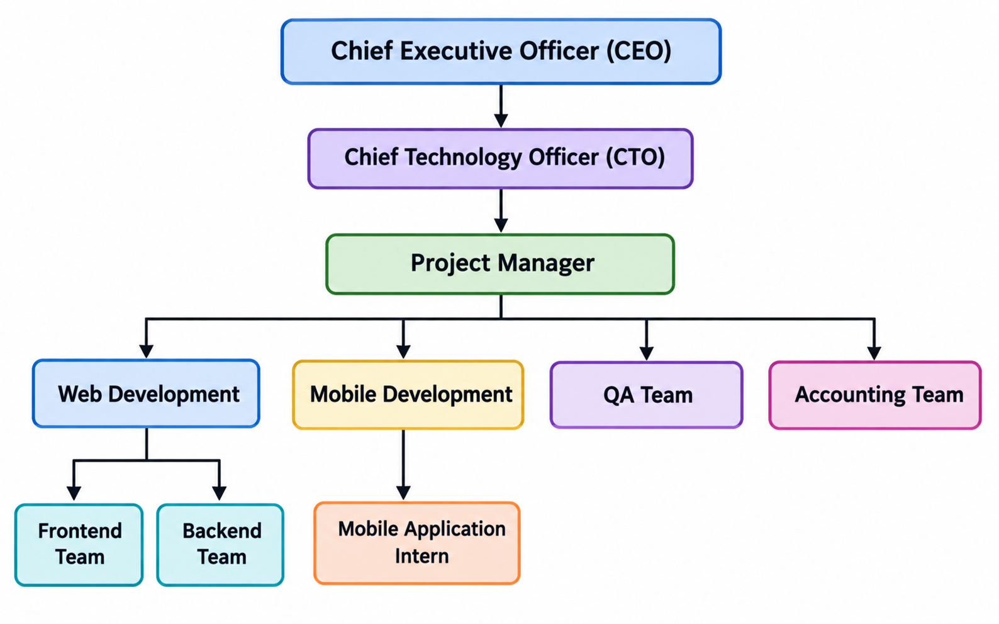 Chief Executive Officer (CEO)
Chief Technology Officer (CTO)
Project Manager
Web Development
Mobile Development
QA Team
Accounting Team
Frontend
Team
Backend
Team
Mobile Application
Intern